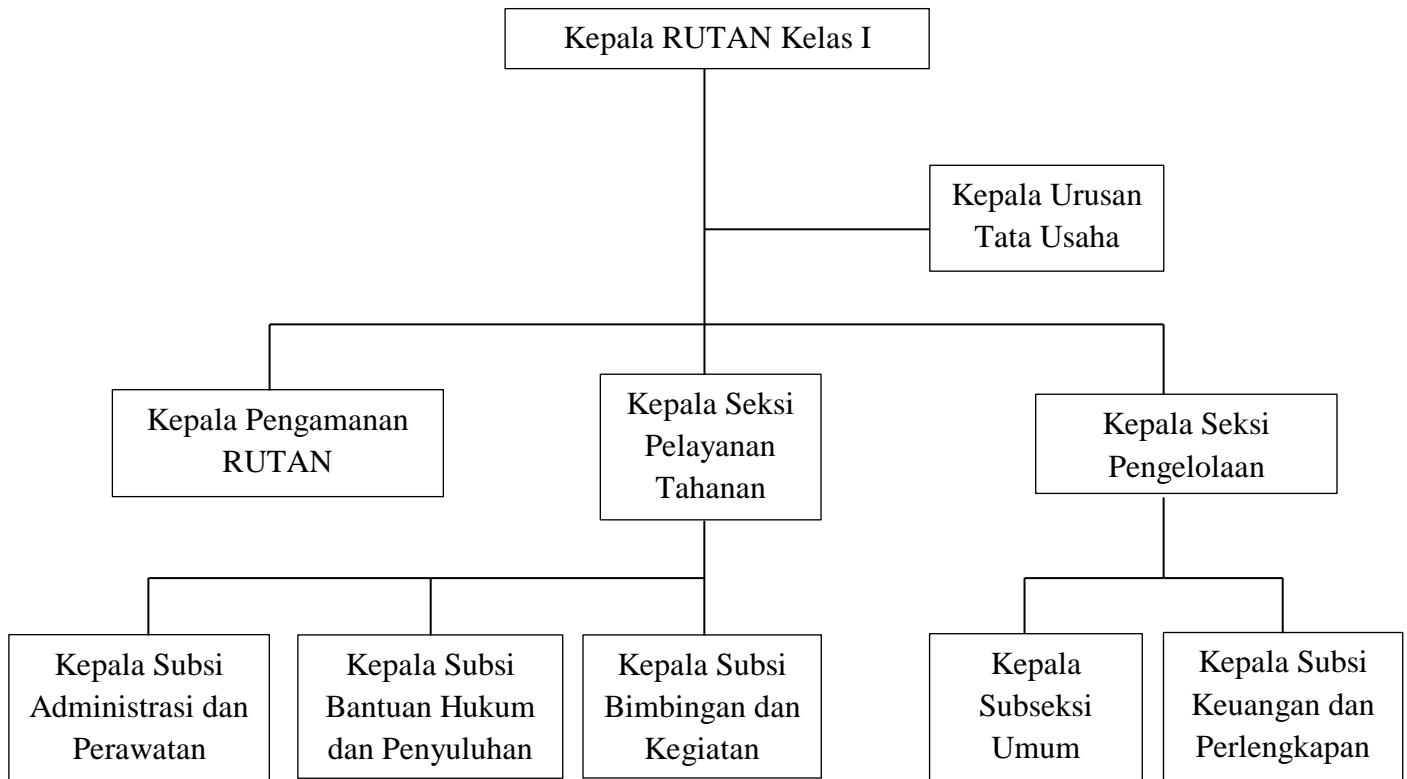 Kepala RUTAN Kelas I
Kepala Urusan
Tata Usaha
Kepala Pengamanan
RUTAN
Kepala Seksi
Pelayanan
Tahanan
Kepala Seksi
Pengelolaan
Kepala Subsi
Administrasi dan
Perawatan
Kepala Subsi
Bantuan Hukum
dan Penyuluhan
Kepala Subsi
Bimbingan dan
Kegiatan
Kepala
Subseksi
Umum
Kepala Subsi
Keuangan dan
Perlengkapan